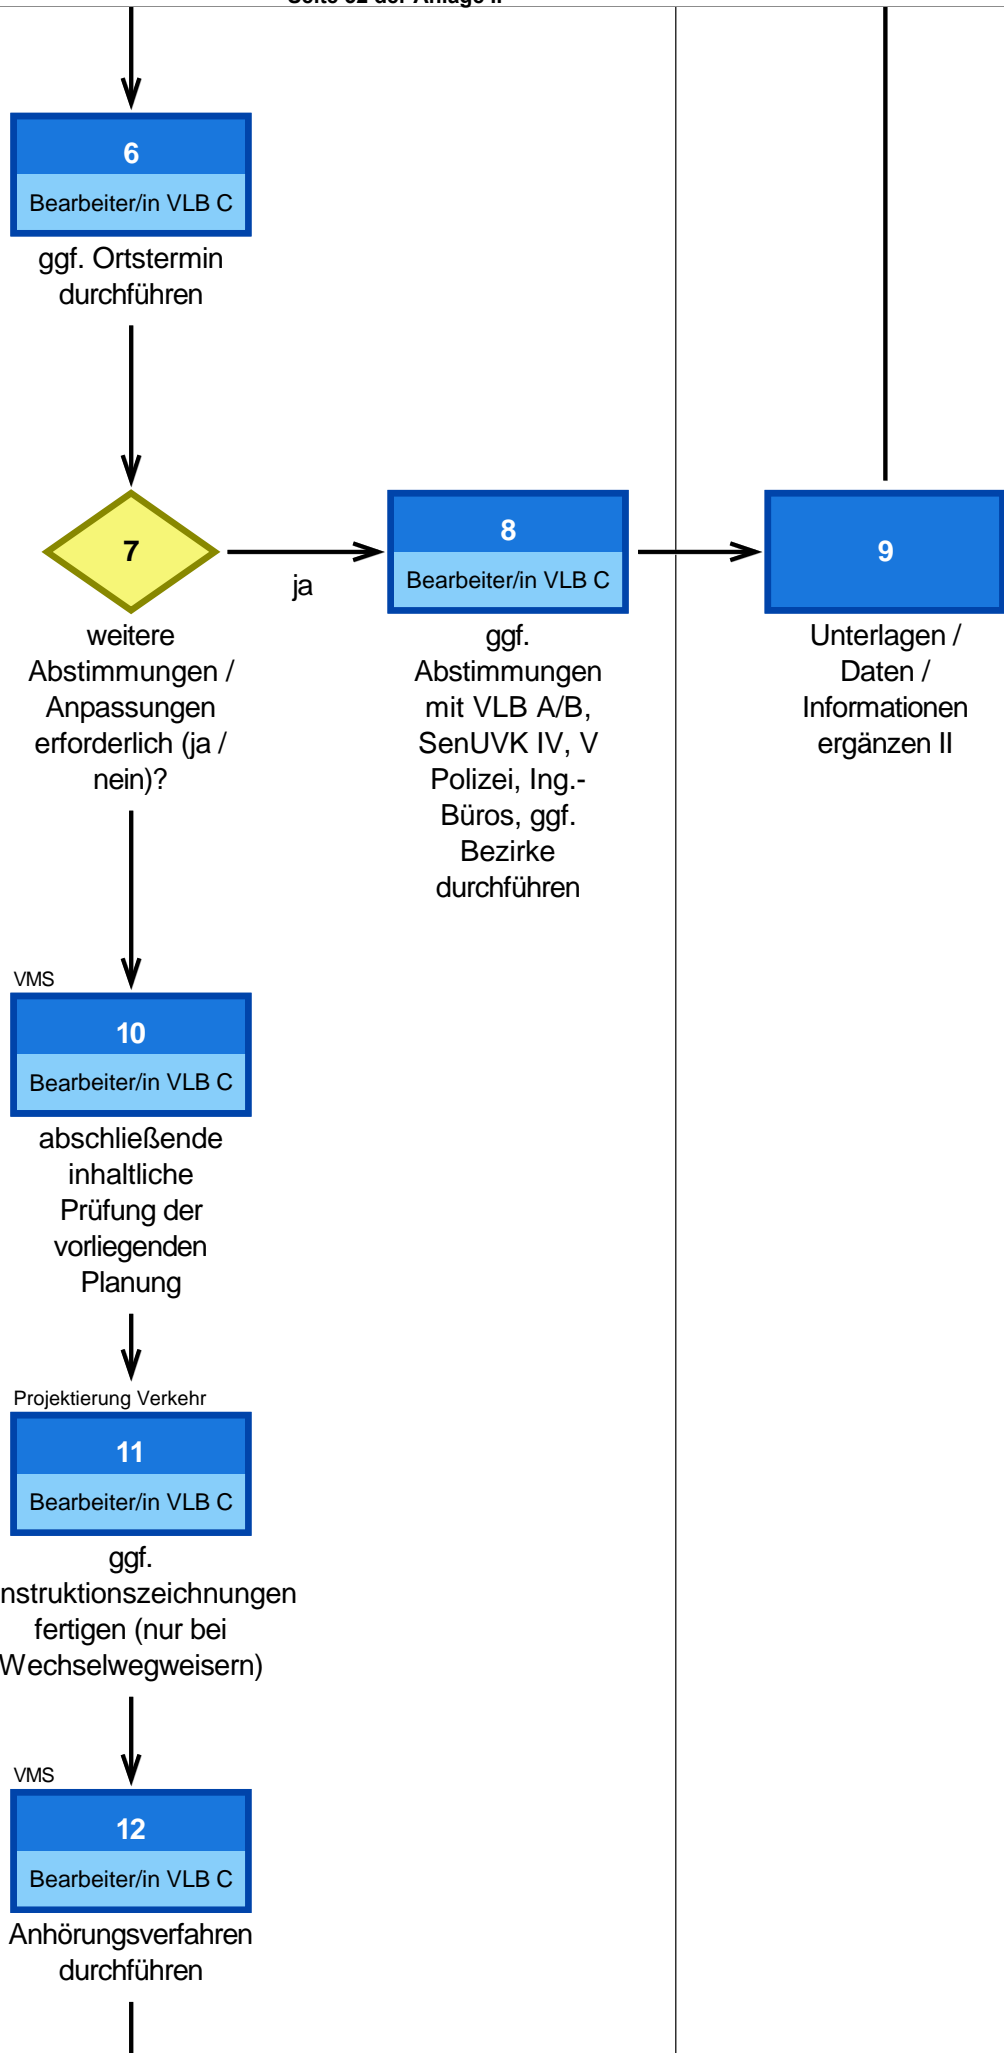 6
Bearbeiter/in VLB C
ggf. Ortstermin
durchführen
7
ja
weitere
Abstimmungen /
Anpassungen
erforderlich (ja /
nein)?
8
Bearbeiter/in VLB C
ggf.
Abstimmungen
mit VLB A/B,
SenUVK IV, V
Polizei, Ing.-
Büros, ggf.
Bezirke
durchführen
9
Unterlagen /
Daten /
Informationen
ergänzen II
VMS
10
Bearbeiter/in VLB C
abschließende
inhaltliche
Prüfung der
vorliegenden
Planung
Projektierung Verkehr
11
Bearbeiter/in VLB C
ggf.
nstruktionszeichnungen
fertigen (nur bei
Wechselwegweisern)
VMS
12
Bearbeiter/in VLB C
Anhörungsverfahren
durchführen